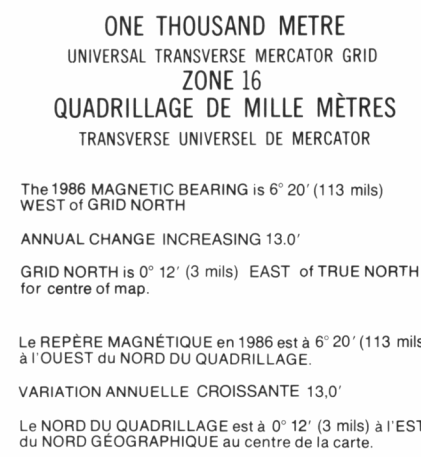 ONE THOUSAND METRE
UNIVERSAL TRANSVERSE MERCATOR GRID
ZONE 16
QUADRILLAGE DE MILLE MÈTRES
TRANSVERSE UNIVERSEL DE MERCATOR
The 1986 MAGNETIC BEARING is 6° 20′ (113 mils)
WEST of GRID NORTH
ANNUAL CHANGE INCREASING 13.0′
GRID NORTH is 0° 12′ (3 mils) EAST of TRUE NORTH
for centre of map.
Le REPÈRE MAGNÉTIQUE en 1986 est à 6° 20′ (113 mils
à l'OUEST du NORD DU QUADRILLAGE.
VARIATION ANNUELLE CROISSANTE 13,0′
Le NORD DU QUADRILLAGE est à 0° 12′ (3 mils) à l'EST
du NORD GÉOGRAPHIQUE au centre de la carte.